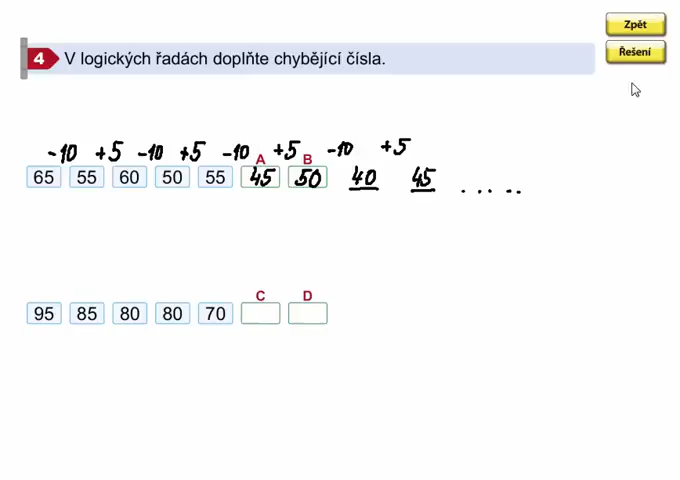 Zpět
4 V logických řadách doplňte chybějící čísla.
Řešení
-10 +5 -10 +5 -10 +5 -10 +5
A B
65 55 60 50 55 45 50 40 45 .....
C D
95 85 80 80 70